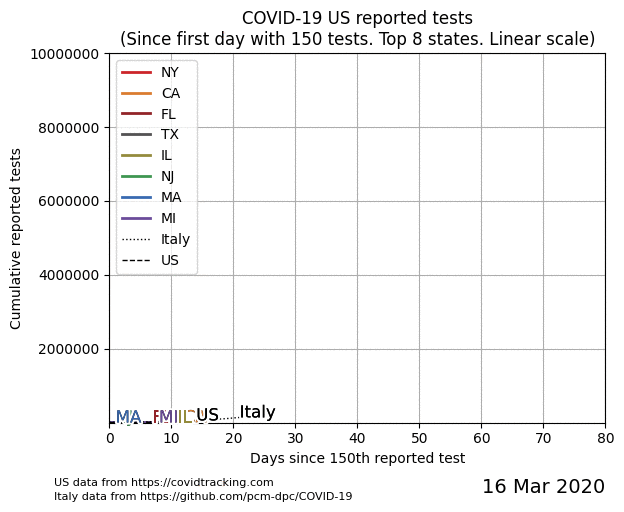 COVID-19 US reported tests
(Since first day with 150 tests. Top 8 states. Linear scale)
Cumulative reported tests
10000000
8000000
6000000
4000000
2000000
NY
CA
FL
TX
IL
NJ
MA
MI
Italy
US
MA
MI
IL
US
Italy
0
10
20
30
40
50
60
70
80
Days since 150th reported test
US data from https://covidtracking.com
Italy data from https://github.com/pcm-dpc/COVID-19
16 Mar 2020